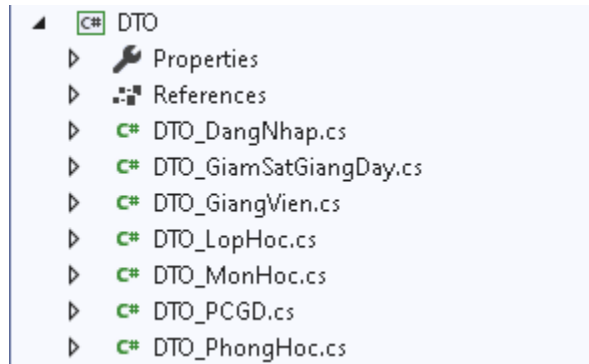 C# DTO
Properties
References
C# DTO_DangNhap.cs
C# DTO_GiamSatGiangDay.cs
C# DTO_GiangVien.cs
C# DTO_LopHoc.cs
C# DTO_MonHoc.cs
C# DTO_PCGD.cs
C# DTO_PhongHoc.cs